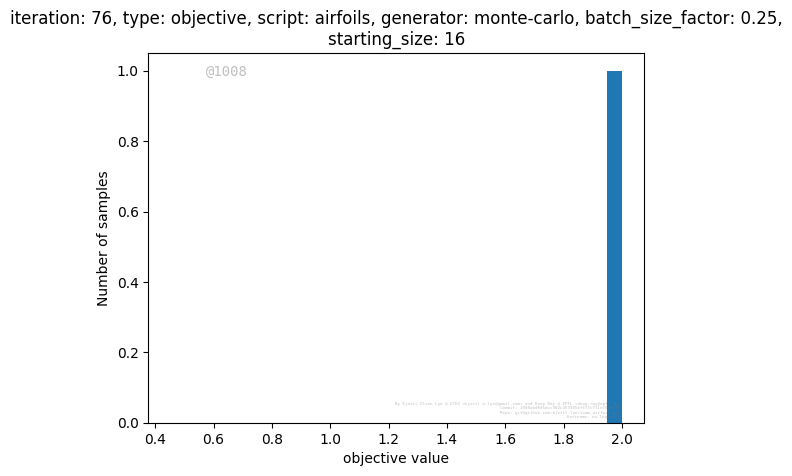 iteration: 76, type: objective, script: airfoils, generator: monte-carlo, batch_size_factor: 0.25,
starting_size: 16
@1008
1.0
0.8
0.6
0.4
0.2
0.0
Number of samples
0.4 0.6 0.8 1.0 1.2 1.4 1.6 1.8 2.0
objective value